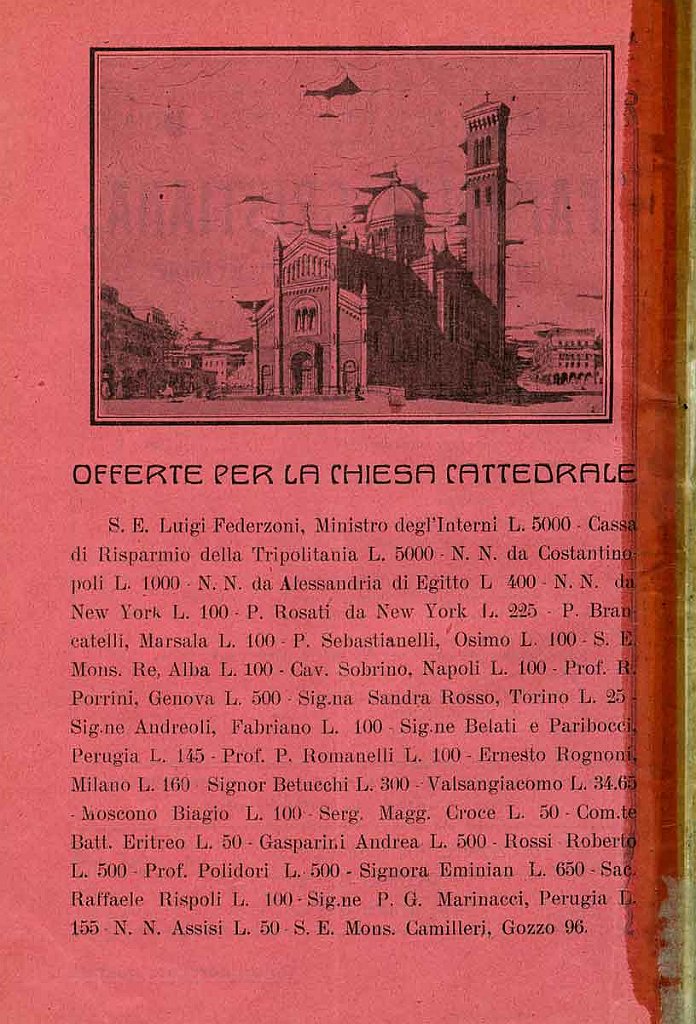 OFFERTE PER LA CHIESA CATTEDRALE
S. E. Luigi Federzoni, Ministro degl'Interni L. 5000 - Cassa
di Risparmio della Tripolitania L. 5000 - N. N. da Costantino-
poli L. 1000 - N. N. da Alessandria di Egitto L 400 - N. N. da
New York L. 100 - P. Rosati da New York L. 225 - P. Bran-
catelli, Marsala L. 100 - P. Sebastianelli, Osimo L. 100 - S. E.
Mons. Re, Alba L. 100 - Cav. Sobrino, Napoli L. 100 - Prof. R.
Porrini, Genova L. 500 - Sig.na Sandra Rosso, Torino L. 25 -
Sig.ne Andreoli, Fabriano L. 100 - Sig.ne Belati e Paribocci,
Perugia L. 145 - Prof. P. Romanelli L. 100 - Ernesto Rognoni,
Milano L. 160 Signor Betucchi L. 300 - Valsangiacomo L. 34.65
- Moscono Biagio L. 100 - Serg. Magg. Croce L. 50 - Com.te
Batt. Eritreo L. 50 - Gasparini Andrea L. 500 - Rossi Roberto
L. 500 - Prof. Polidori L. 500 - Signora Eminian L. 650 - Sac.
Raffaele Rispoli L. 100 - Sig.ne P. G. Marinacci, Perugia L.
155 - N. N. Assisi L. 50 - S. E. Mons. Camilleri, Gozzo 96.